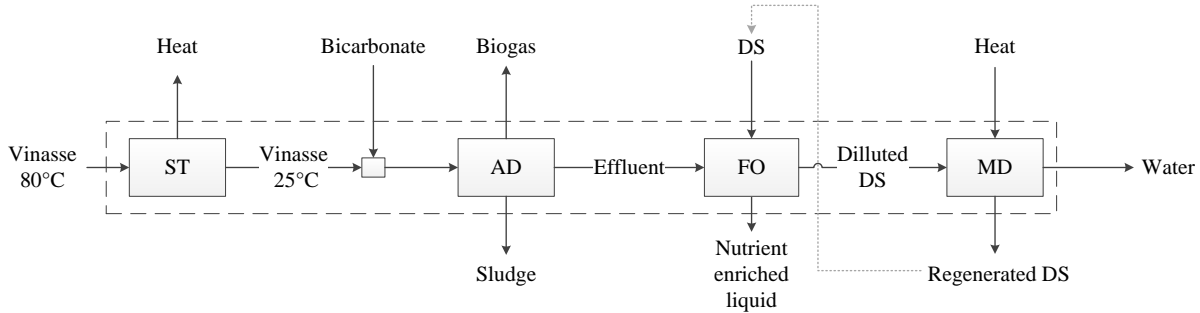 Heat
Bicarbonate
Biogas
DS
Heat
Vinasse
80°C
ST
Vinasse
25°C
AD
Effluent
FO
Dilluted
DS
MD
Water
Sludge
Nutrient
enriched
liquid
Regenerated DS